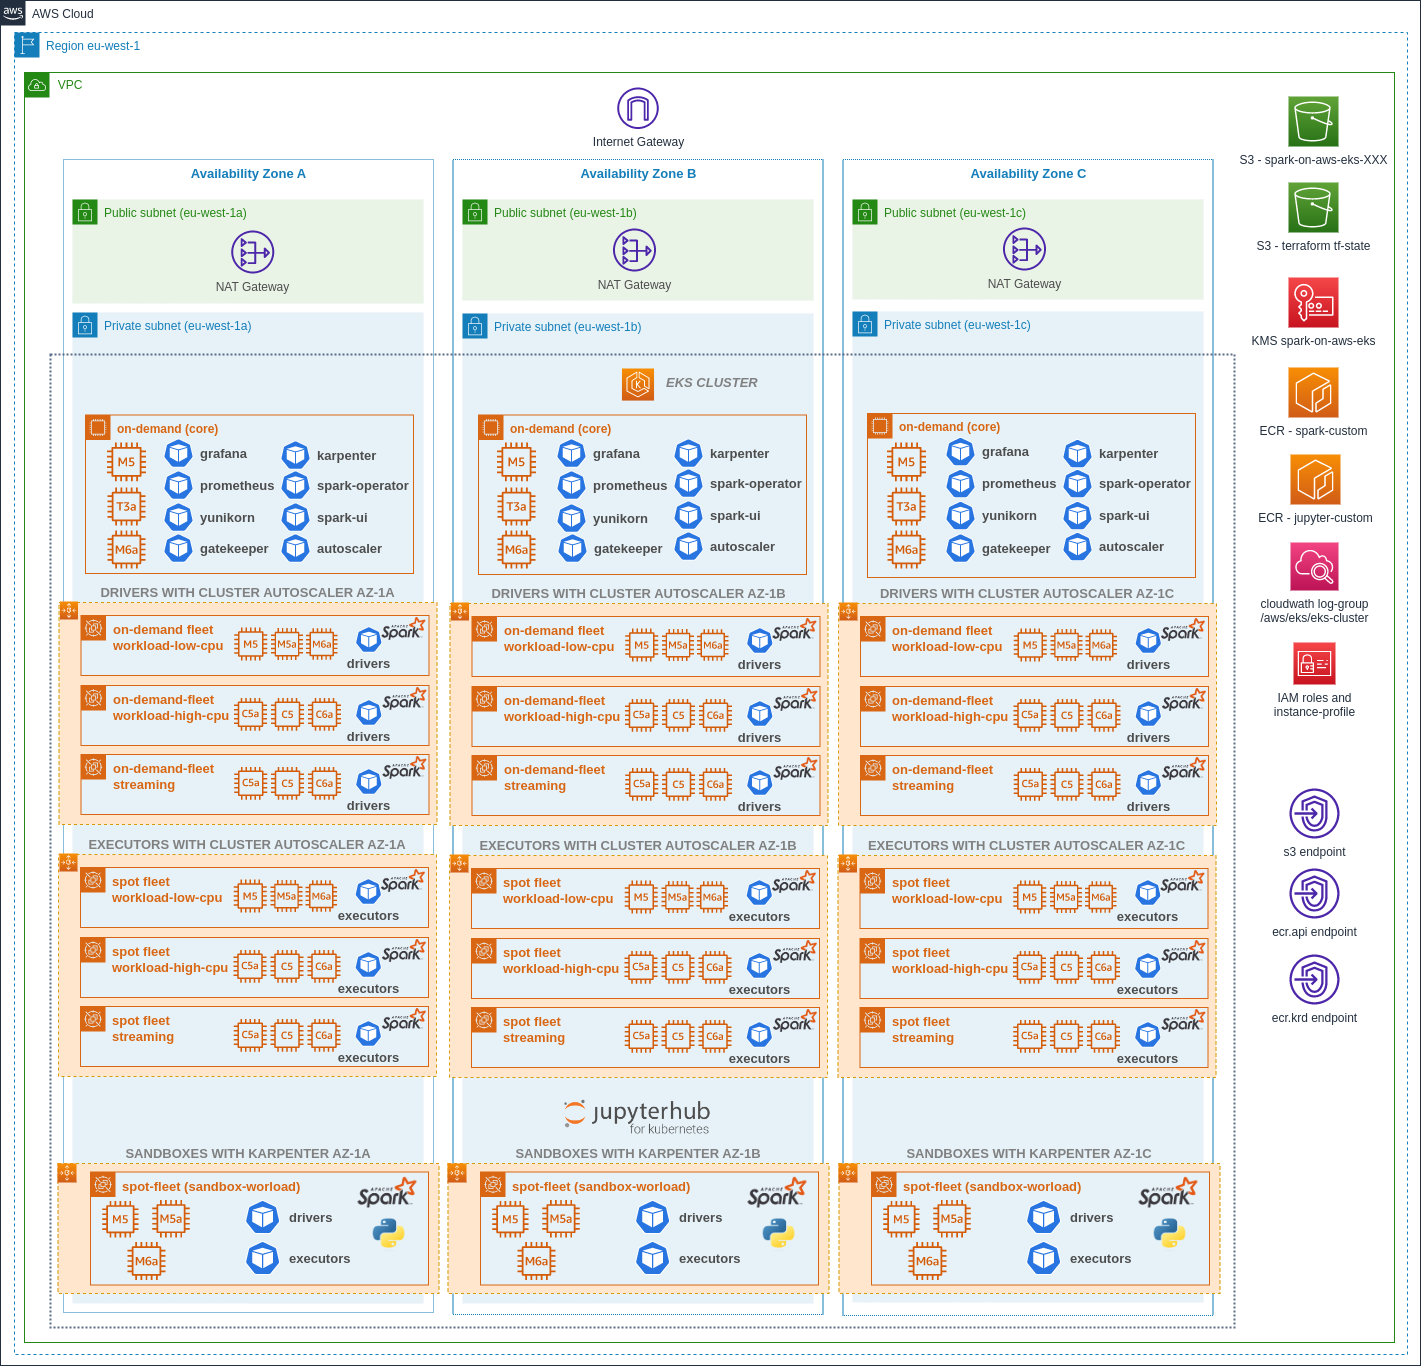 aws
AWS Cloud
Region eu-west-1
VPC
Internet Gateway
Availability Zone A
Public subnet (eu-west-1a)
NAT Gateway
Private subnet (eu-west-1a)
Availability Zone B
Public subnet (eu-west-1b)
NAT Gateway
Private subnet (eu-west-1b)
Availability Zone C
Public subnet (eu-west-1c)
NAT Gateway
Private subnet (eu-west-1c)
EKS CLUSTER
on-demand (core)
M5
grafana
karpenter
prometheus
spark-operator
T3a
yunikorn
spark-ui
M6a
gatekeeper
autoscaler
on-demand (core)
M5
grafana
karpenter
prometheus
spark-operator
T3a
yunikorn
spark-ui
M6a
gatekeeper
autoscaler
on-demand (core)
M5
grafana
karpenter
prometheus
spark-operator
T3a
yunikorn
spark-ui
M6a
gatekeeper
autoscaler
DRIVERS WITH CLUSTER AUTOSCALER AZ-1A
on-demand fleet
workload-low-cpu
M5 M5a M6a
APACHE Spark
drivers
on-demand-fleet
workload-high-cpu
C5a C5 C6a
APACHE Spark
drivers
on-demand-fleet
streaming
C5a C5 C6a
APACHE Spark
drivers
DRIVERS WITH CLUSTER AUTOSCALER AZ-1B
on-demand fleet
workload-low-cpu
M5 M5a M6a
APACHE Spark
drivers
on-demand-fleet
workload-high-cpu
C5a C5 C6a
APACHE Spark
drivers
on-demand-fleet
streaming
C5a C5 C6a
APACHE Spark
drivers
DRIVERS WITH CLUSTER AUTOSCALER AZ-1C
on-demand fleet
workload-low-cpu
M5 M5a M6a
APACHE Spark
drivers
on-demand-fleet
workload-high-cpu
C5a C5 C6a
APACHE Spark
drivers
on-demand-fleet
streaming
C5a C5 C6a
APACHE Spark
drivers
EXECUTORS WITH CLUSTER AUTOSCALER AZ-1A
spot fleet
workload-low-cpu
M5 M5a M6a
APACHE Spark
executors
spot fleet
workload-high-cpu
C5a C5 C6a
APACHE Spark
executors
spot fleet
streaming
C5a C5 C6a
APACHE Spark
executors
EXECUTORS WITH CLUSTER AUTOSCALER AZ-1B
spot fleet
workload-low-cpu
M5 M5a M6a
APACHE Spark
executors
spot fleet
workload-high-cpu
C5a C5 C6a
APACHE Spark
executors
spot fleet
streaming
C5a C5 C6a
APACHE Spark
executors
EXECUTORS WITH CLUSTER AUTOSCALER AZ-1C
spot fleet
workload-low-cpu
M5 M5a M6a
APACHE Spark
executors
spot fleet
workload-high-cpu
C5a C5 C6a
APACHE Spark
executors
spot fleet
streaming
C5a C5 C6a
APACHE Spark
executors
jupyterhub
for kubernetes
SANDBOXES WITH KARPENTER AZ-1A
spot-fleet (sandbox-worload)
APACHE Spark
M5 M5a
drivers
M6a
executors
SANDBOXES WITH KARPENTER AZ-1B
spot-fleet (sandbox-worload)
APACHE Spark
M5 M5a
drivers
M6a
executors
SANDBOXES WITH KARPENTER AZ-1C
spot-fleet (sandbox-worload)
APACHE Spark
M5 M5a
drivers
M6a
executors
S3 - spark-on-aws-eks-XXX
S3 - terraform tf-state
KMS spark-on-aws-eks
ECR - spark-custom
ECR - jupyter-custom
cloudwath log-group
/aws/eks/eks-cluster
IAM roles and
instance-profile
s3 endpoint
ecr.api endpoint
ecr.krd endpoint